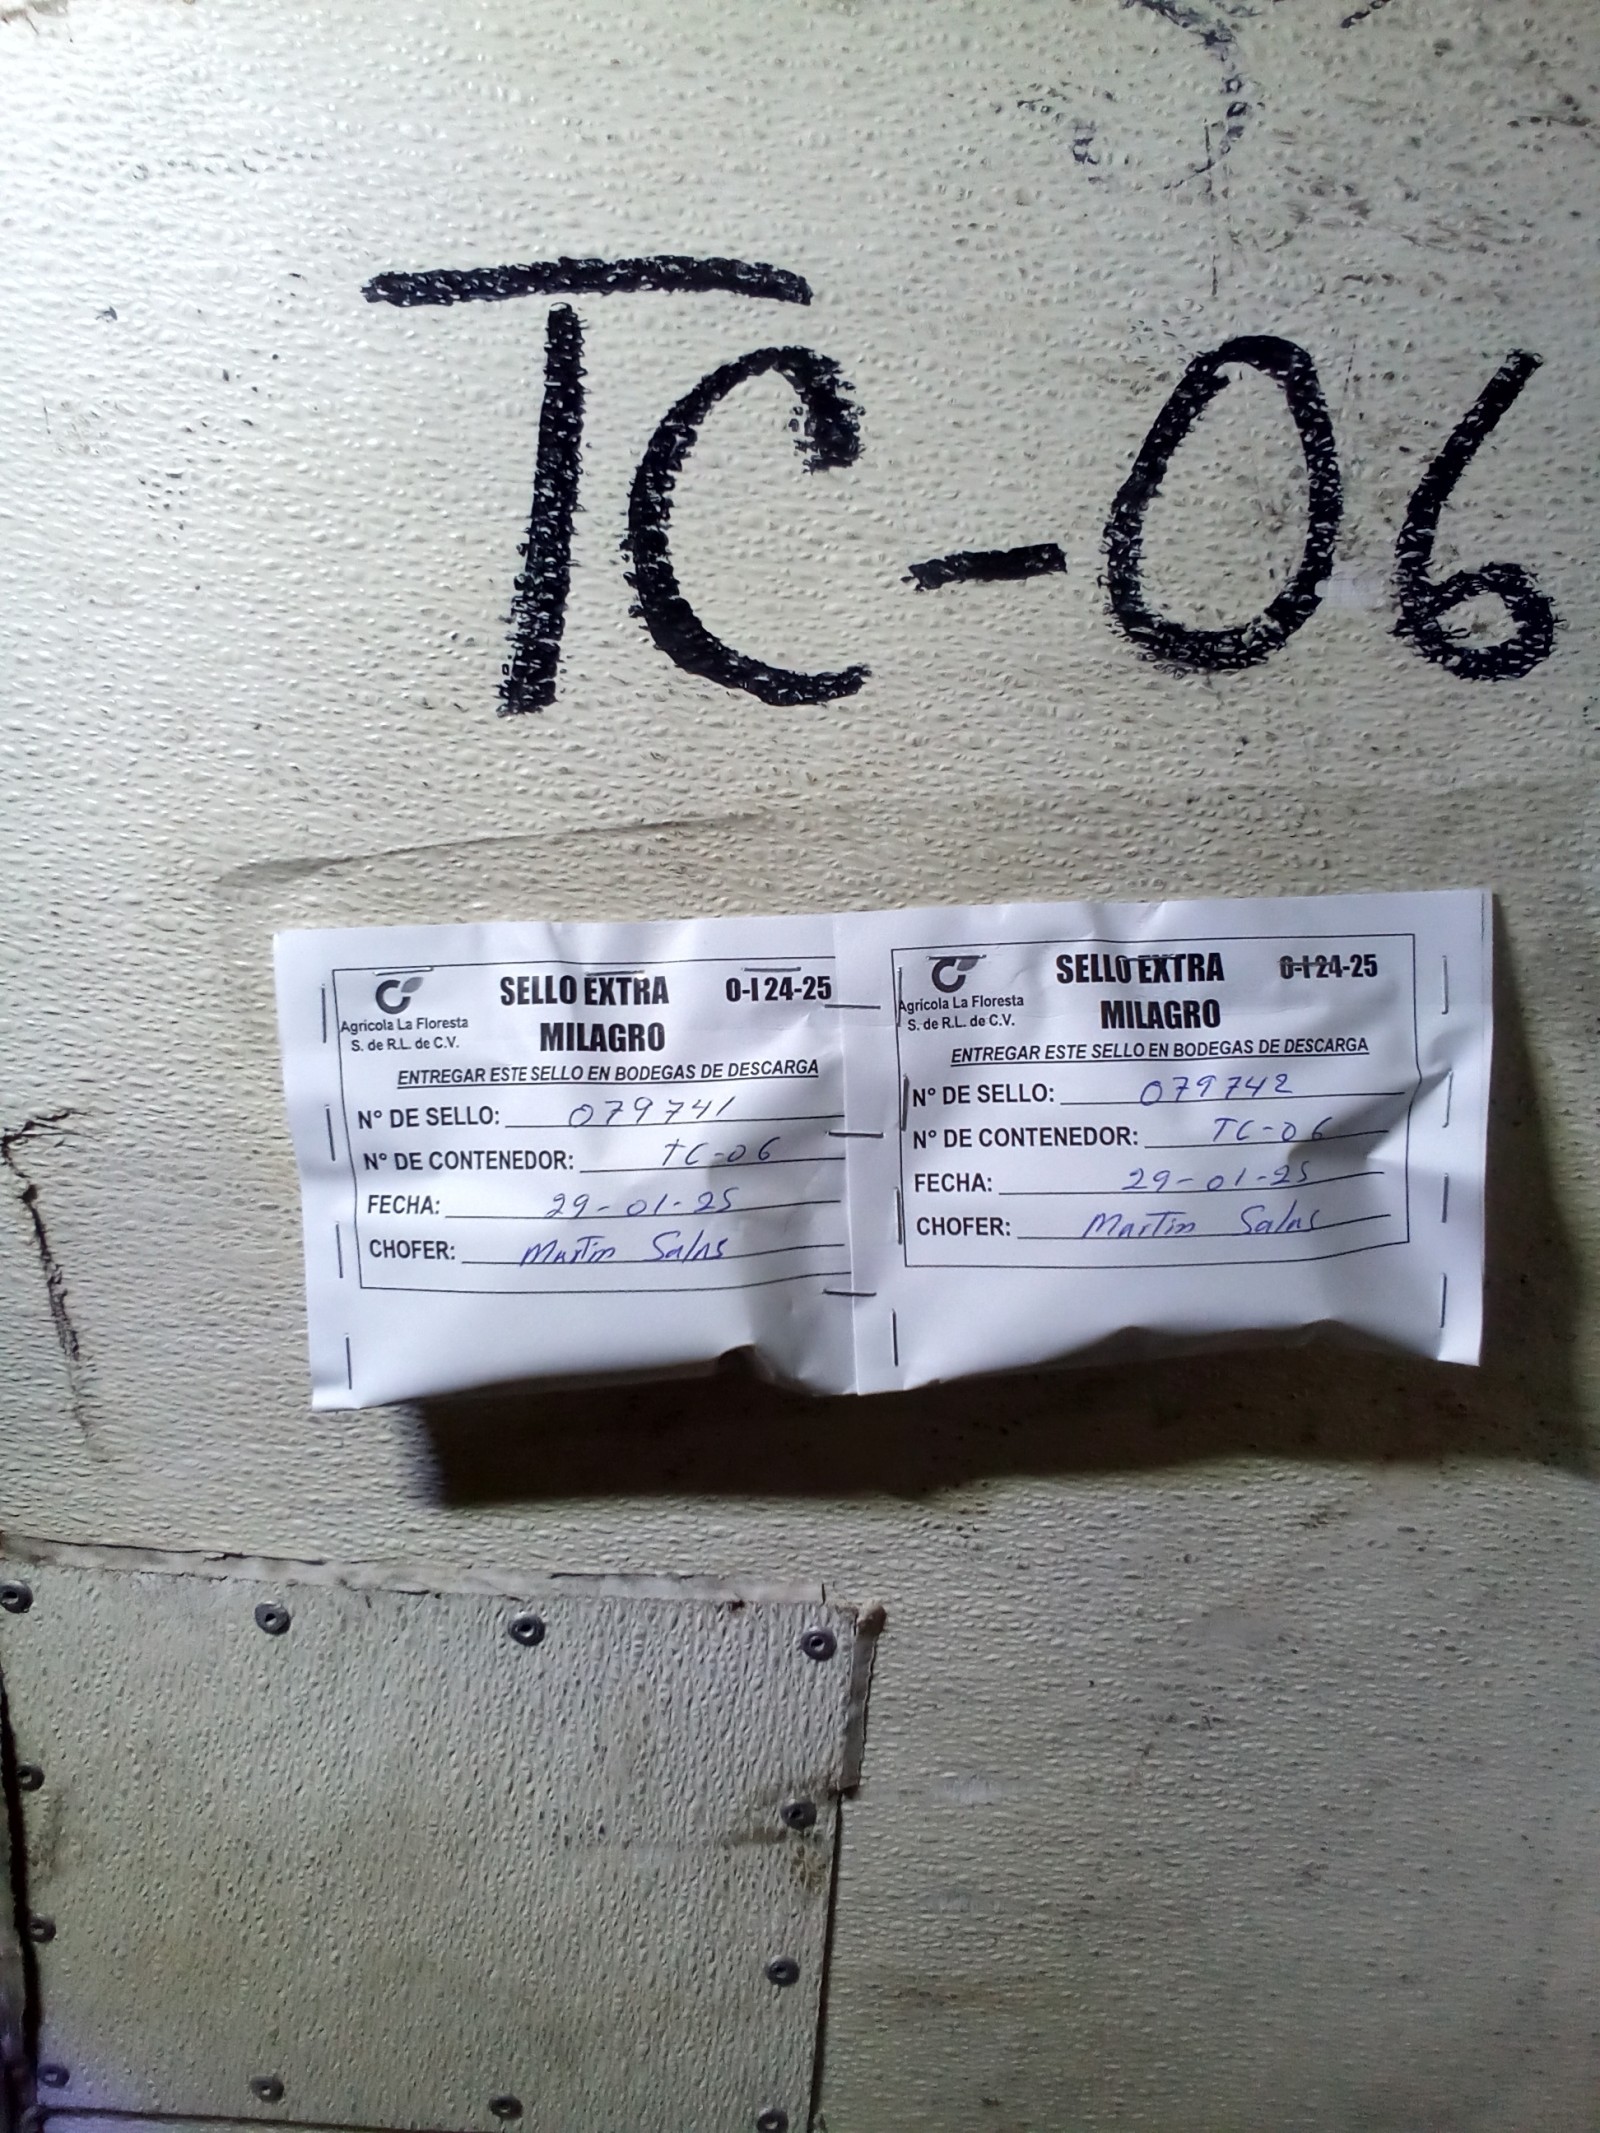 TC-06
SELLO EXTRA 0-I 24-25
Agrícola La Floresta
S. de R.L. de C.V.
MILAGRO
ENTREGAR ESTE SELLO EN BODEGAS DE DESCARGA
N° DE SELLO: 079741
N° DE CONTENEDOR: TC-06
FECHA: 29-01-25
CHOFER: Martin Salas
SELLO EXTRA 0-I 24-25
Agrícola La Floresta
S. de R.L. de C.V.
MILAGRO
ENTREGAR ESTE SELLO EN BODEGAS DE DESCARGA
N° DE SELLO: 079742
N° DE CONTENEDOR: TC-06
FECHA: 29-01-25
CHOFER: Martin Salas